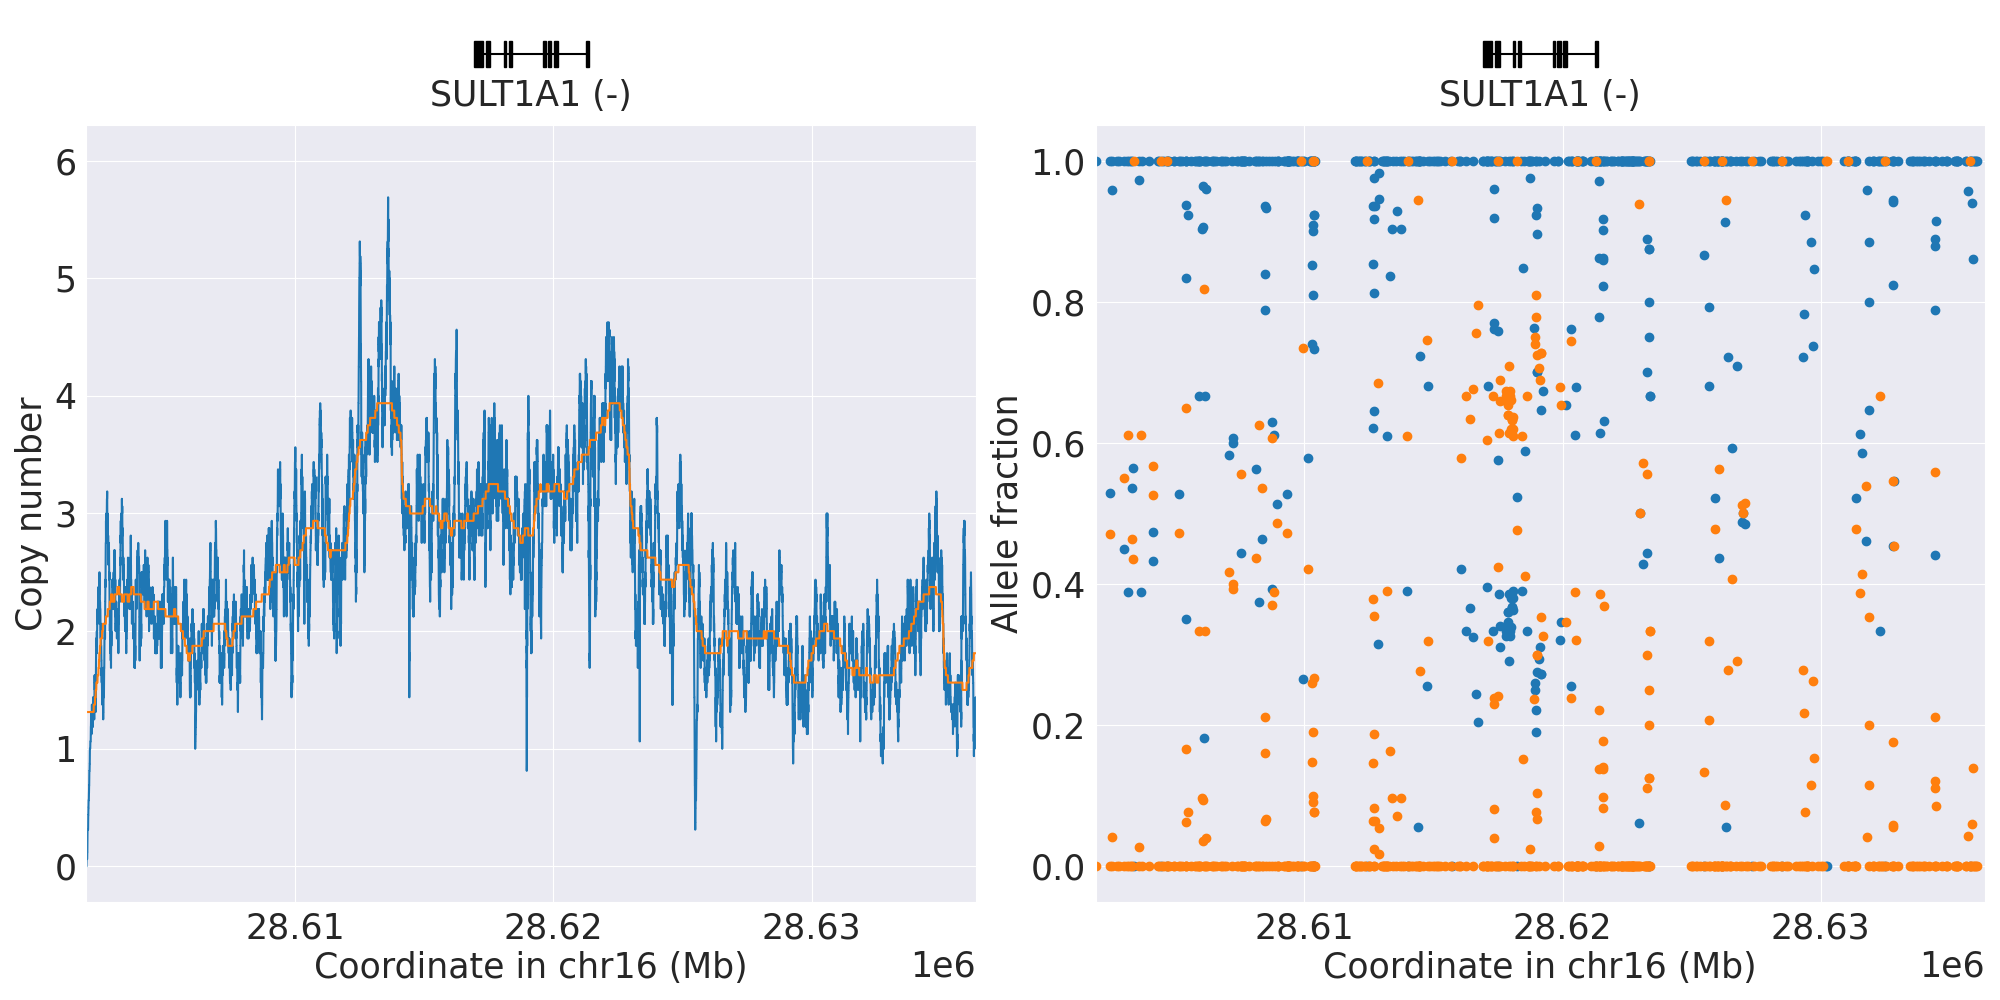 SULT1A1 (-)
Copy number
6
5
4
3
2
1
0
28.61
28.62
28.63
Coordinate in chr16 (Mb)
1e6
SULT1A1 (-)
Allele fraction
1.0
0.8
0.6
0.4
0.2
0.0
28.61
28.62
28.63
Coordinate in chr16 (Mb)
1e6